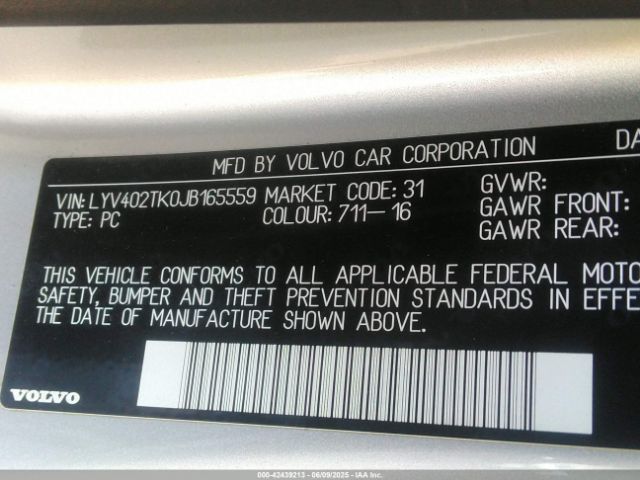 MFD BY VOLVO CAR CORPORATION DA
VIN: LYV402TK0JB165559 MARKET CODE: 31 GVWR:
TYPE: PC COLOUR: 711-16 GAWR FRONT:
GAWR REAR:
THIS VEHICLE CONFORMS TO ALL APPLICABLE FEDERAL MOTO
SAFETY, BUMPER AND THEFT PREVENTION STANDARDS IN EFFE
THE DATE OF MANUFACTURE SHOWN ABOVE.
VOLVO
000-42439213 - 06/09/2025 - IAA Inc.